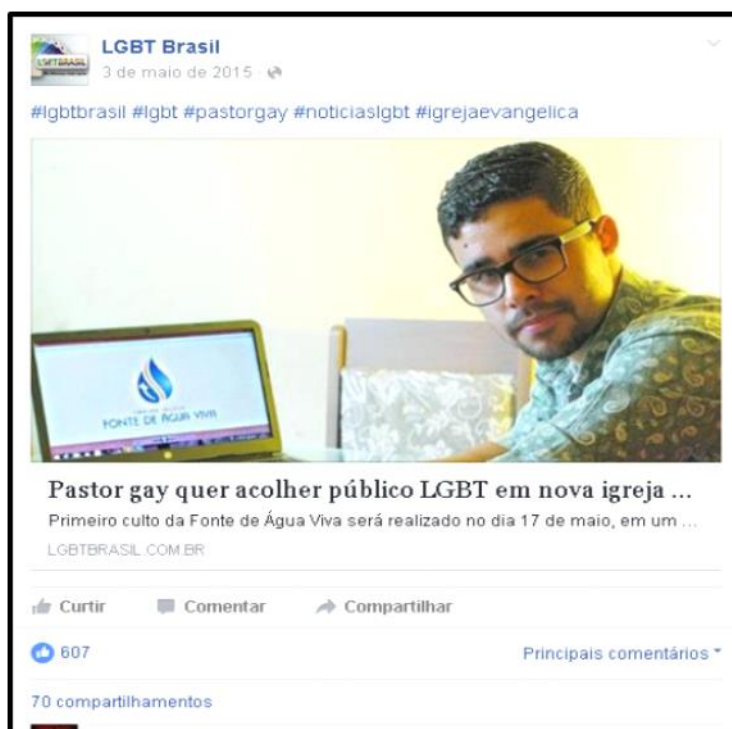 LGBT Brasil
3 de maio de 2015
#lgbtbrasil #lgbt #pastorgay #noticiaslgbt #igrejaevangelica
FONTE DE ÁGUA VIVA
Pastor gay quer acolher público LGBT em nova igreja ...
Primeiro culto da Fonte de Água Viva será realizado no dia 17 de maio, em um ...
LGBTBRASIL.COM.BR
Curtir Comentar Compartilhar
607 Principais comentários
70 compartilhamentos